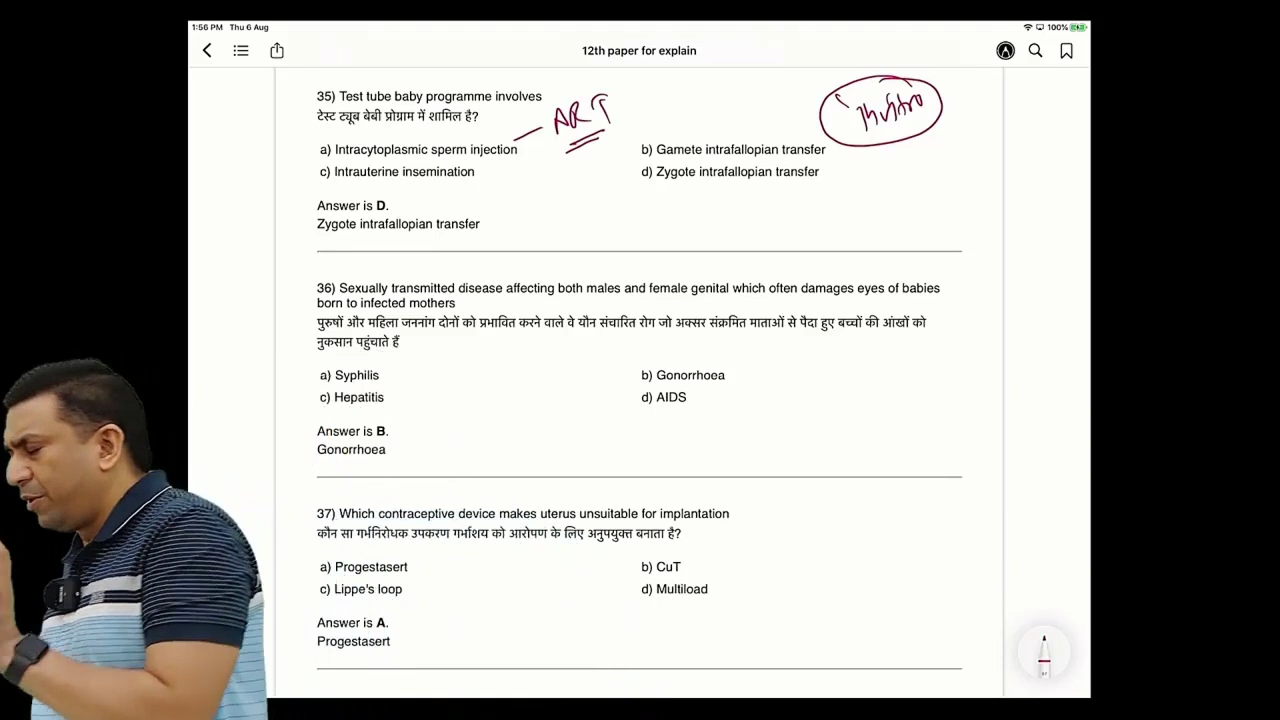 1:56 PM Thu 6 Aug
100%
12th paper for explain
35) Test tube baby programme involves
टेस्ट ट्यूब बेबी प्रोग्राम में शामिल है?
ART
a) Intracytoplasmic sperm injection
b) Gamete intrafallopian transfer
c) Intrauterine insemination
d) Zygote intrafallopian transfer
Answer is D.
Zygote intrafallopian transfer
36) Sexually transmitted disease affecting both males and female genital which often damages eyes of babies
born to infected mothers
पुरुषों और महिला जननांग दोनों को प्रभावित करने वाले वे यौन संचारित रोग जो अक्सर संक्रमित माताओं से पैदा हुए बच्चों की आंखों को
नुकसान पहुंचाते हैं
a) Syphilis
b) Gonorrhoea
c) Hepatitis
d) AIDS
Answer is B.
Gonorrhoea
37) Which contraceptive device makes uterus unsuitable for implantation
कौन सा गर्भनिरोधक उपकरण गर्भाशय को आरोपण के लिए अनुपयुक्त बनाता है?
a) Progestasert
b) CuT
c) Lippe's loop
d) Multiload
Answer is A.
Progestasert